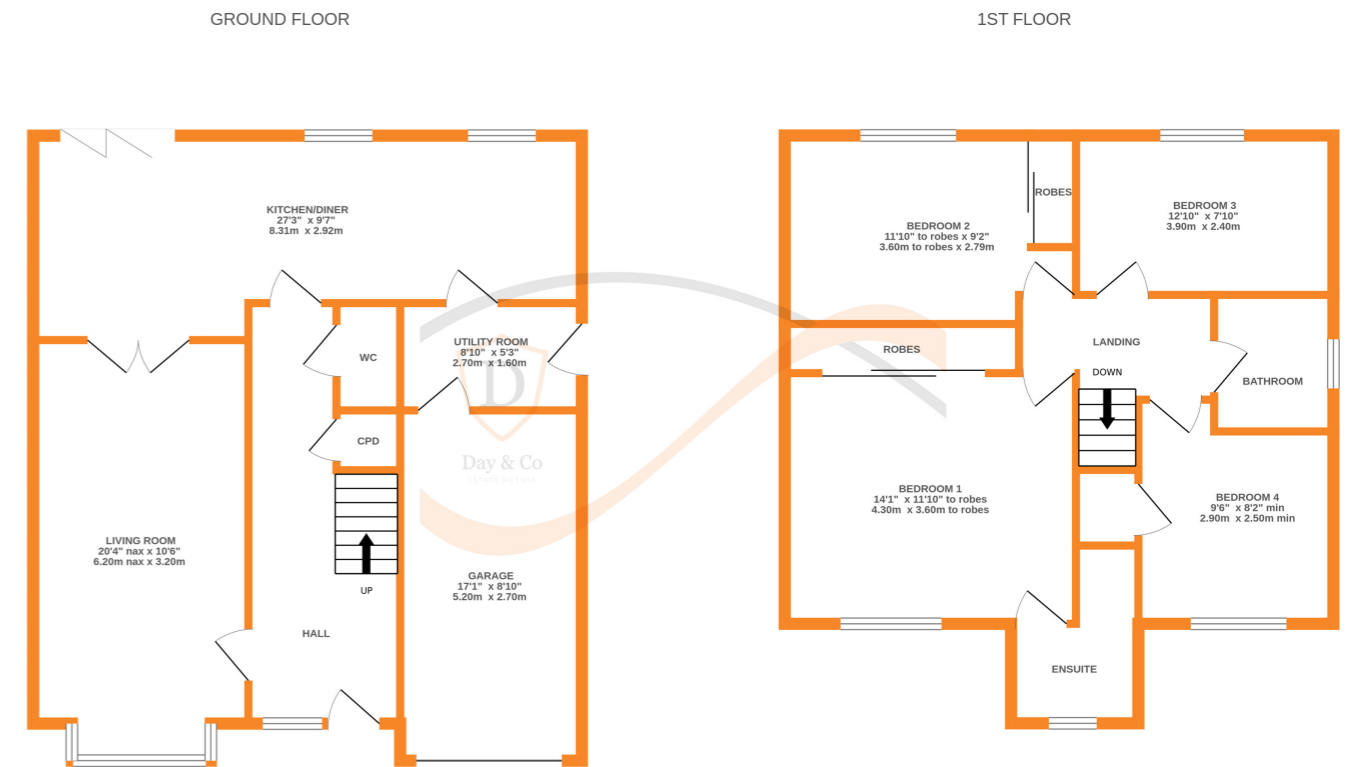 GROUND FLOOR
1ST FLOOR
KITCHEN/DINER
27'3" x 9'7"
8.31m x 2.92m
WC
UTILITY ROOM
8'10" x 5'3"
2.70m x 1.60m
D
CPD
Day & Co
ESTATE AGENTS
LIVING ROOM
20'4" nax x 10'6"
6.20m nax x 3.20m
UP
HALL
GARAGE
17'1" x 8'10"
5.20m x 2.70m
ROBES
BEDROOM 2
11'10" to robes x 9'2"
3.60m to robes x 2.79m
BEDROOM 3
12'10" x 7'10"
3.90m x 2.40m
ROBES
LANDING
DOWN
BATHROOM
BEDROOM 1
14'1" x 11'10" to robes
4.30m x 3.60m to robes
BEDROOM 4
9'6" x 8'2" min
2.90m x 2.50m min
ENSUITE